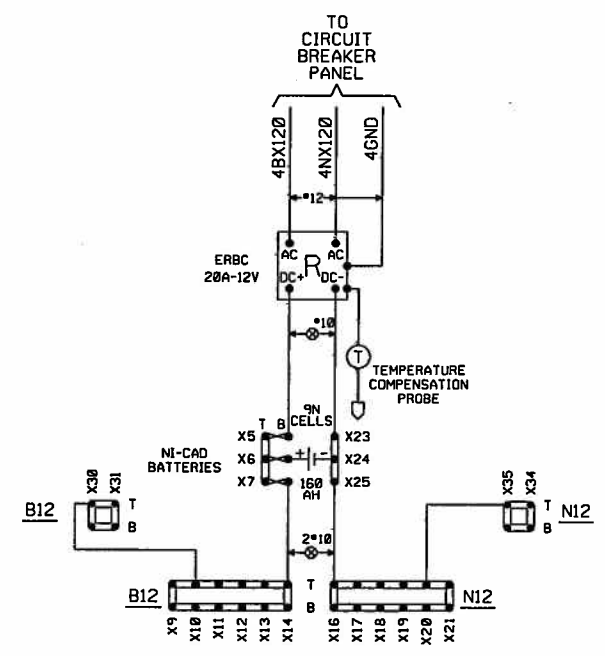 TO
CIRCUIT
BREAKER
PANEL
4BX120
4NX120
4GND
•12
AC
AC
ERBC
20A-12V
R
DC+
DC-
•10
T
TEMPERATURE
COMPENSATION
PROBE
9N
CELLS
T B
X5
X23
NI-CAD
BATTERIES
X6
+ -
X24
X7
160
AH
X25
X30
X31
X35
X34
B12
T
B
T
B
N12
2•10
B12
T
B
N12
X9
X10
X11
X12
X13
X14
X16
X17
X18
X19
X20
X21